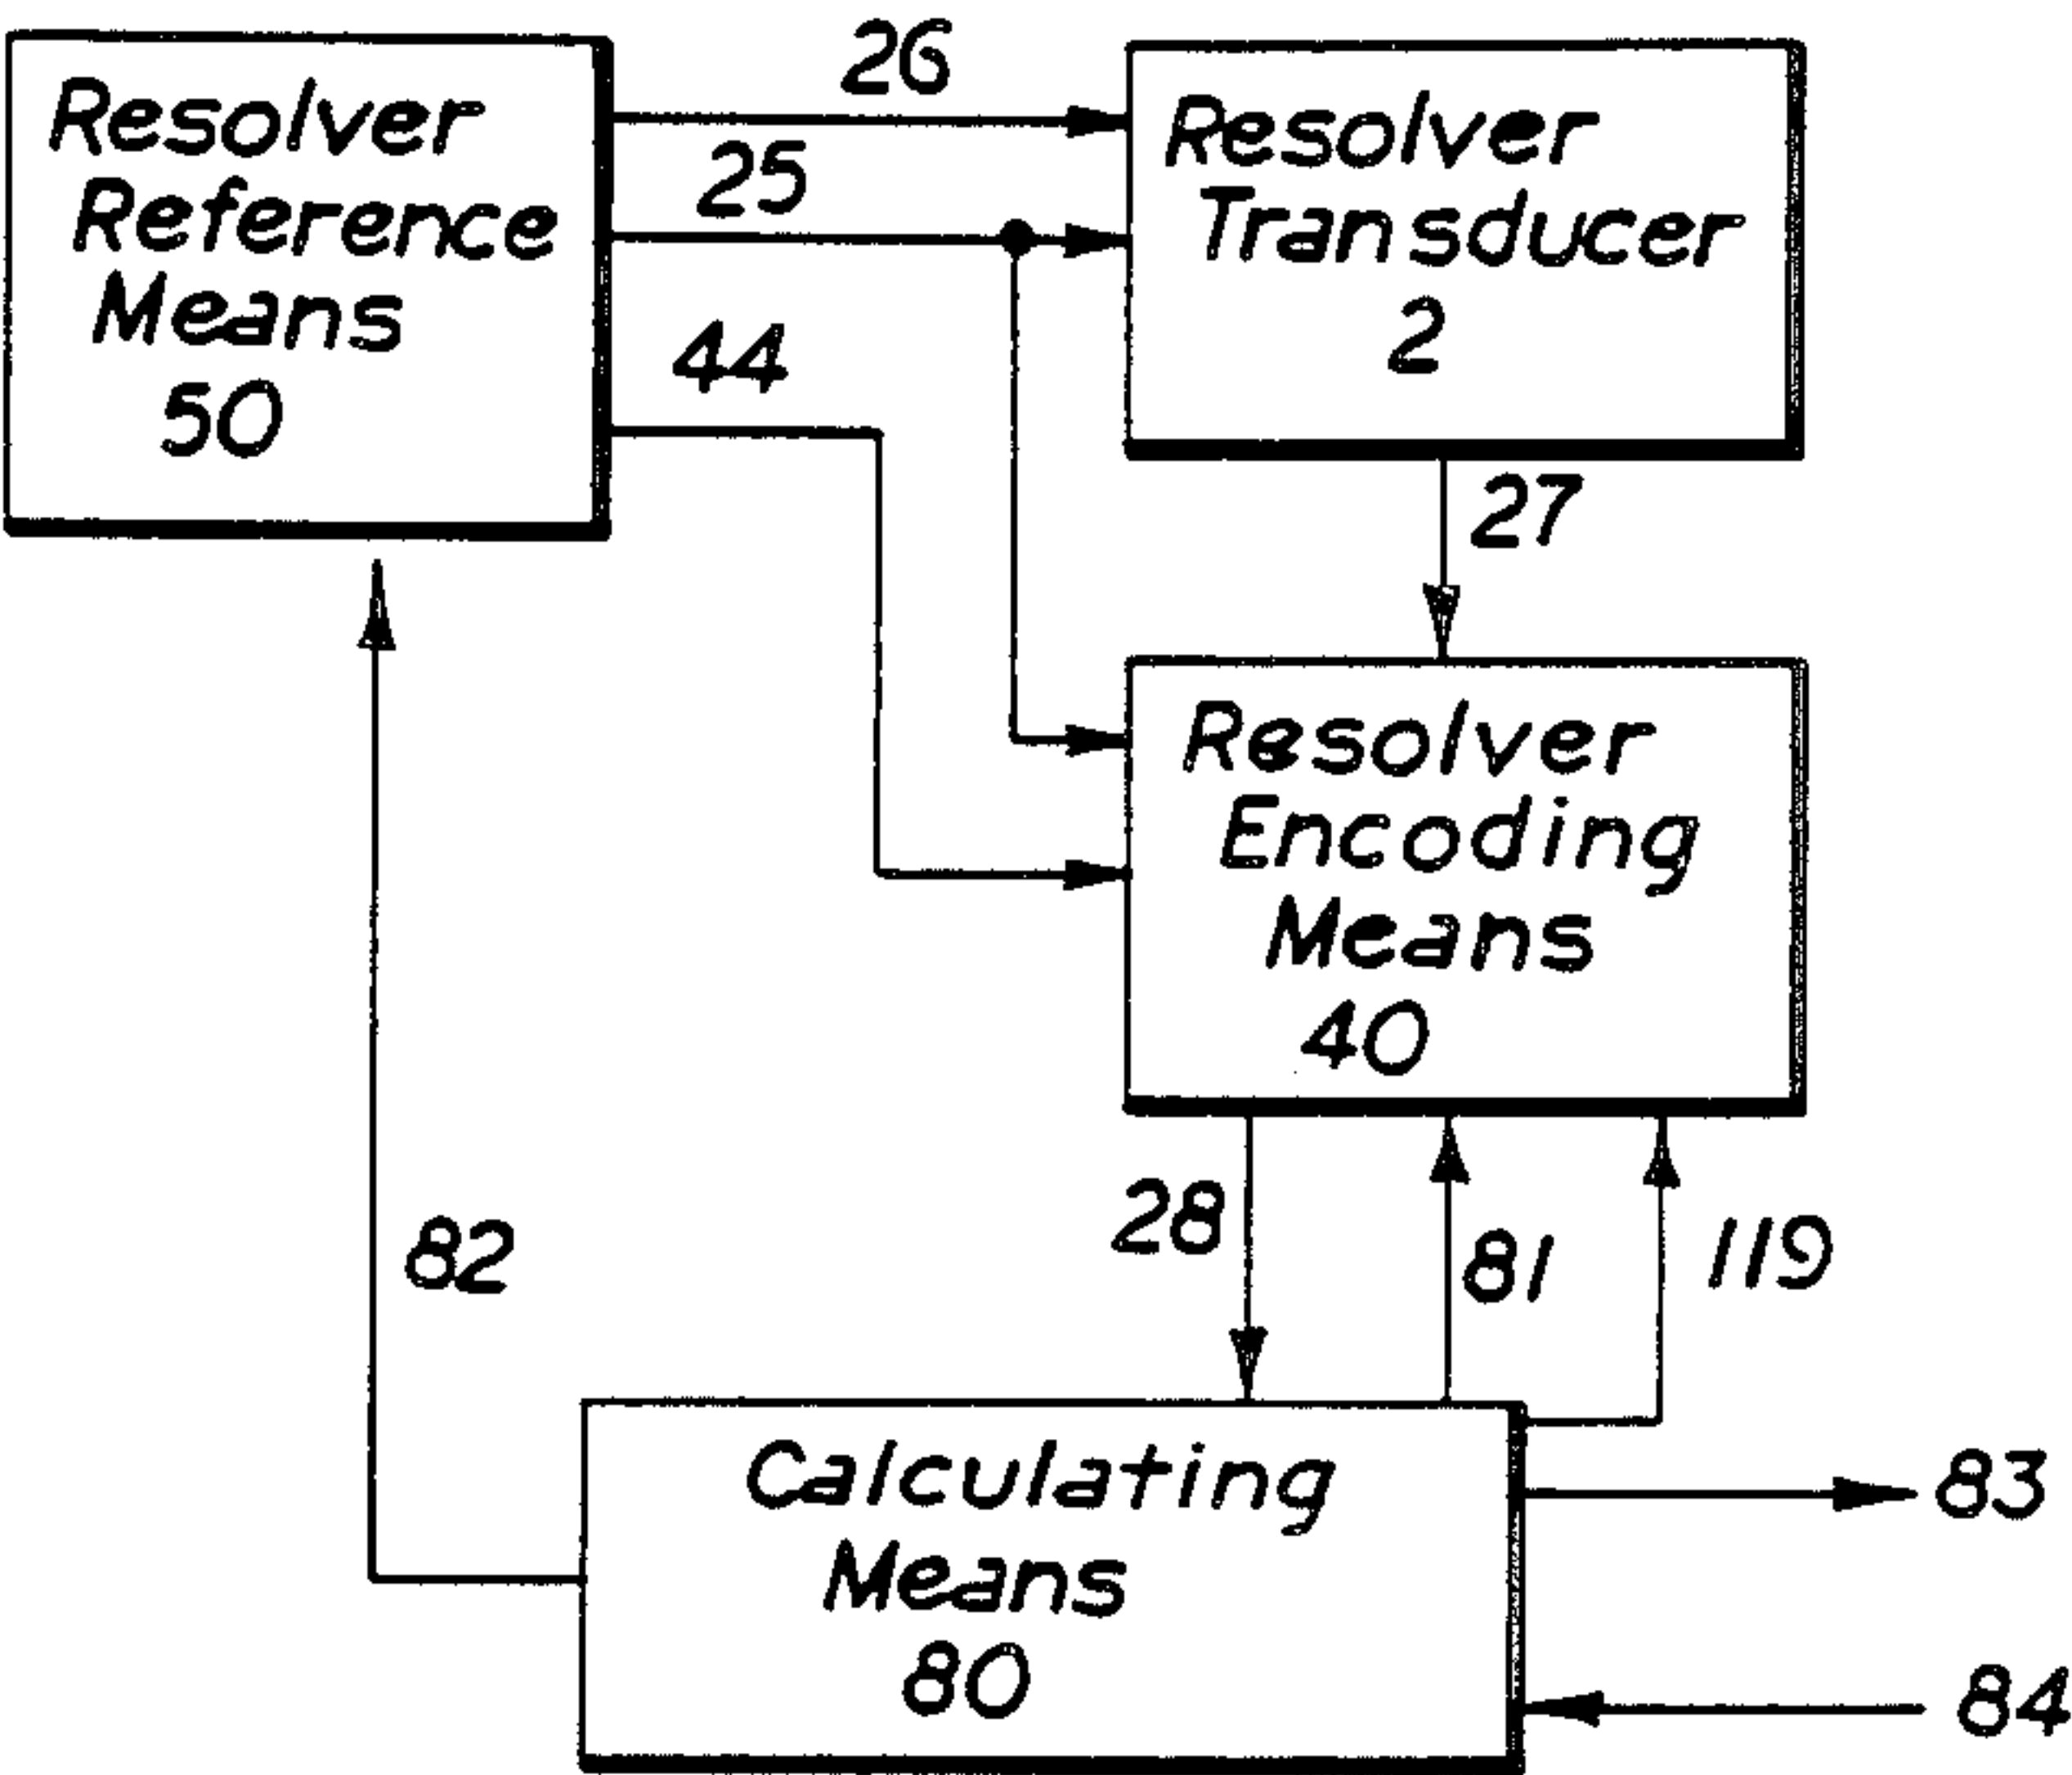 Resolver
Reference
Means
50
26
25
44
Resolver
Transducer
2
27
Resolver
Encoding
Means
40
28
81
119
82
Calculating
Means
80
83
84